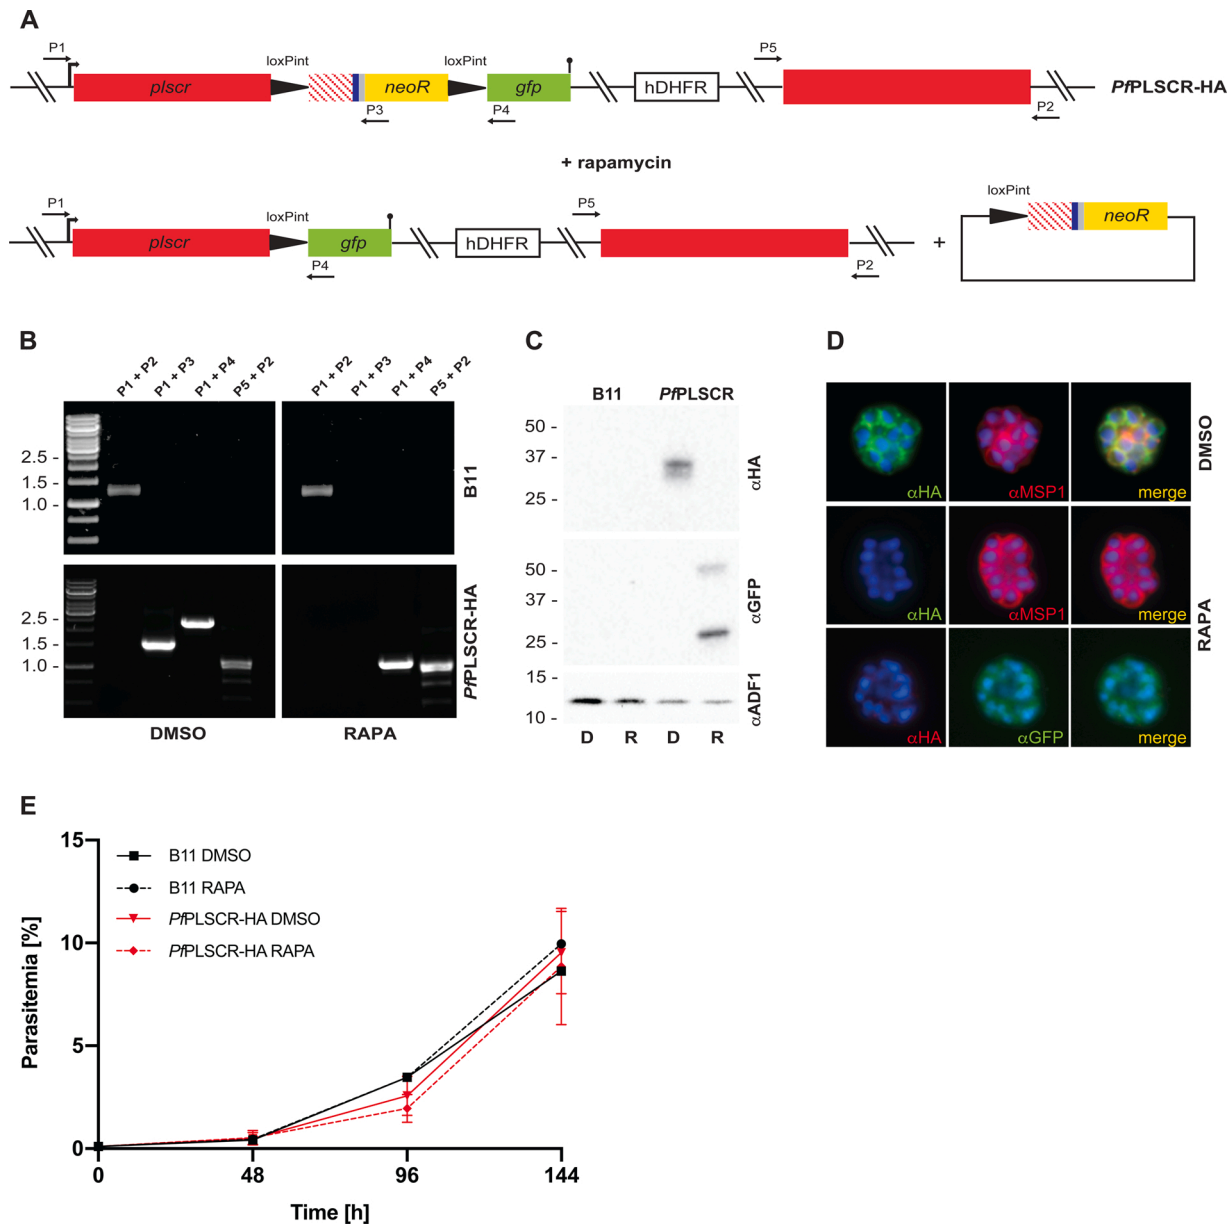 A
P1 loxPint loxPint P5
plscr neoR gfp hDHFR PfPLSCR-HA
P3 P4 P2
+ rapamycin
P1 loxPint P5 loxPint
plscr gfp hDHFR + neoR
P4 P2
B
P1 + P2 P1 + P3 P1 + P4 P5 + P2 P1 + P2 P1 + P3 P1 + P4 P5 + P2
2.5 -
1.5 -
1.0 -
B11
2.5 -
1.5 -
1.0 -
PfPLSCR-HA
DMSO RAPA
C
B11 PfPLSCR
50 -
37 -
25 -
αHA
50 -
37 -
25 -
αGFP
15 -
10 -
αADF1
D R D R
D
αHA αMSP1 merge
DMSO
αHA αMSP1 merge
RAPA
αHA αGFP merge
E
Parasitemia [%]
15
10
5
0
B11 DMSO
B11 RAPA
PfPLSCR-HA DMSO
PfPLSCR-HA RAPA
0 48 96 144
Time [h]